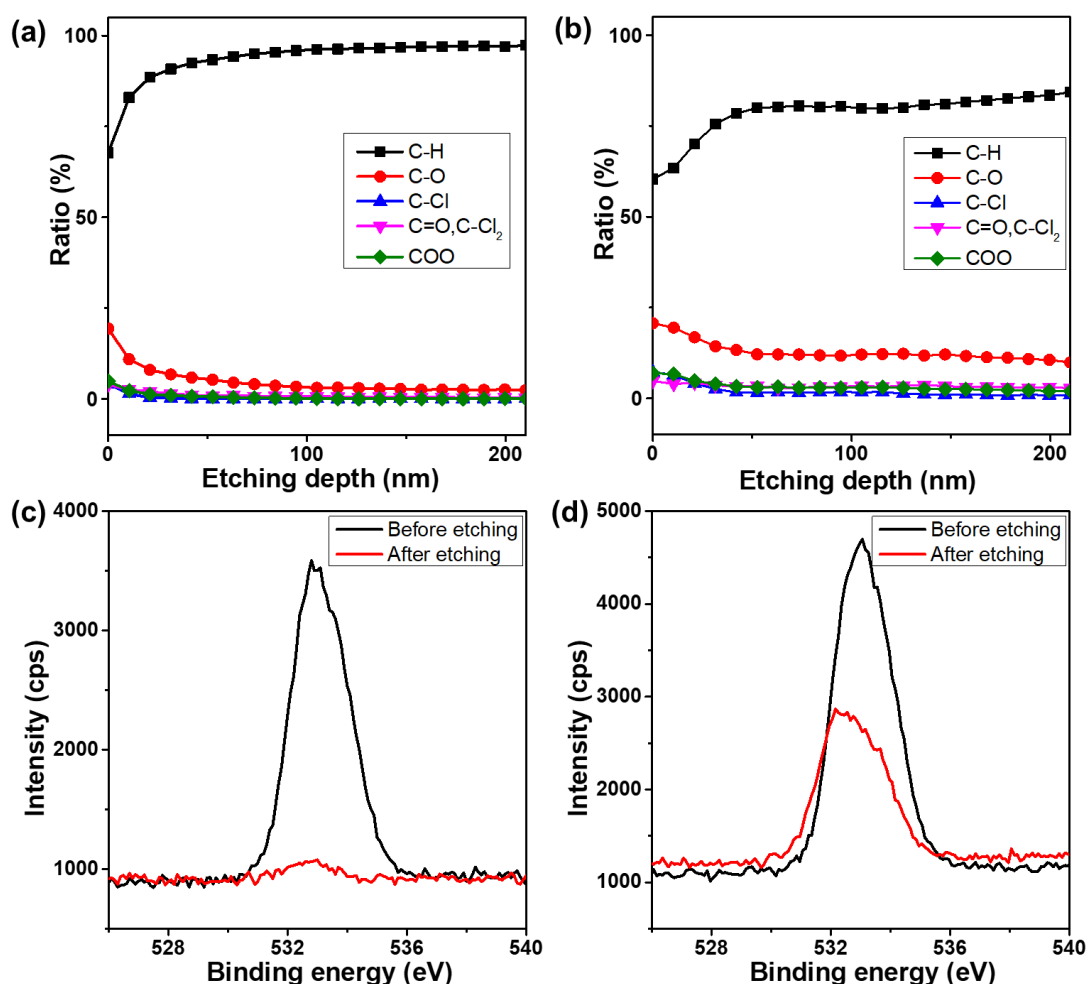 (a)
100
50
0
Ratio (%)
C-H
C-O
C-Cl
C=O,C-Cl₂
COO
0
100
200
Etching depth (nm)
(b)
100
50
0
Ratio (%)
C-H
C-O
C-Cl
C=O,C-Cl₂
COO
0
100
200
Etching depth (nm)
(c)
4000
3000
2000
1000
Intensity (cps)
Before etching
After etching
528
532
536
540
Binding energy (eV)
(d)
5000
4000
3000
2000
1000
Intensity (cps)
Before etching
After etching
528
532
536
540
Binding energy (eV)